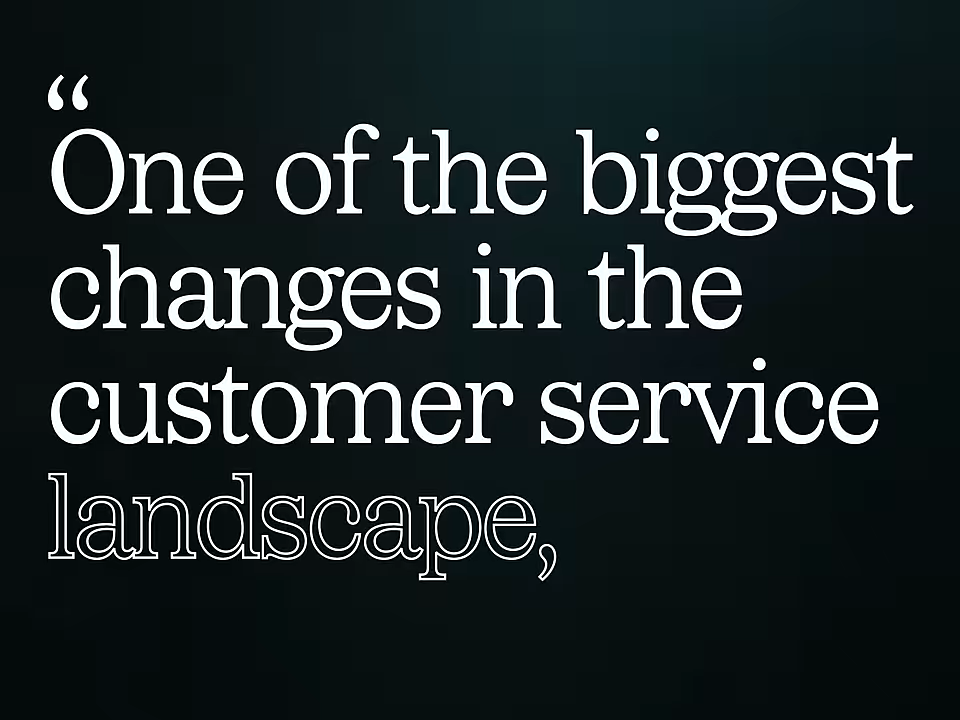 “
One of the biggest
changes in the
customer service
landscape,